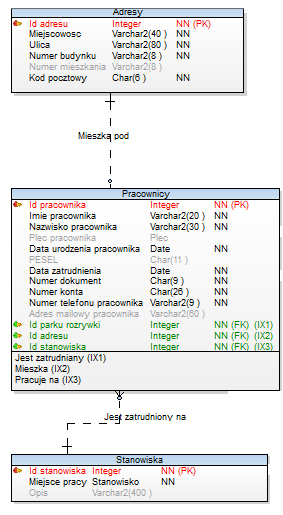 Adresy
Id adresu Integer NN (PK)
Miejscowosc Varchar2(40 ) NN
Ulica Varchar2(80 ) NN
Numer budynku Varchar2(8 ) NN
Numer mieszkania Varchar2(8 )
Kod pocztowy Char(6 ) NN
Mieszka pod
Pracownicy
Id pracownika Integer NN (PK)
Imie pracownika Varchar2(20 ) NN
Nazwisko pracownika Varchar2(30 ) NN
Plec pracownika Plec
Data urodzenia pracownika Date NN
PESEL Char(11 )
Data zatrudnienia Date NN
Numer dokument Char(9 ) NN
Numer konta Char(26 ) NN
Numer telefonu pracownika Varchar2(9 ) NN
Adres mailowy pracownika Varchar2(60 )
Id parku rozrywki Integer NN (FK) (IX1)
Id adresu Integer NN (FK) (IX2)
Id stanowiska Integer NN (FK) (IX3)
Jest zatrudniany (IX1)
Mieszka (IX2)
Pracuje na (IX3)
Jest zatrudniony na
Stanowiska
Id stanowiska Integer NN (PK)
Miejsce pracy Stanowisko NN
Opis Varchar2(400 )